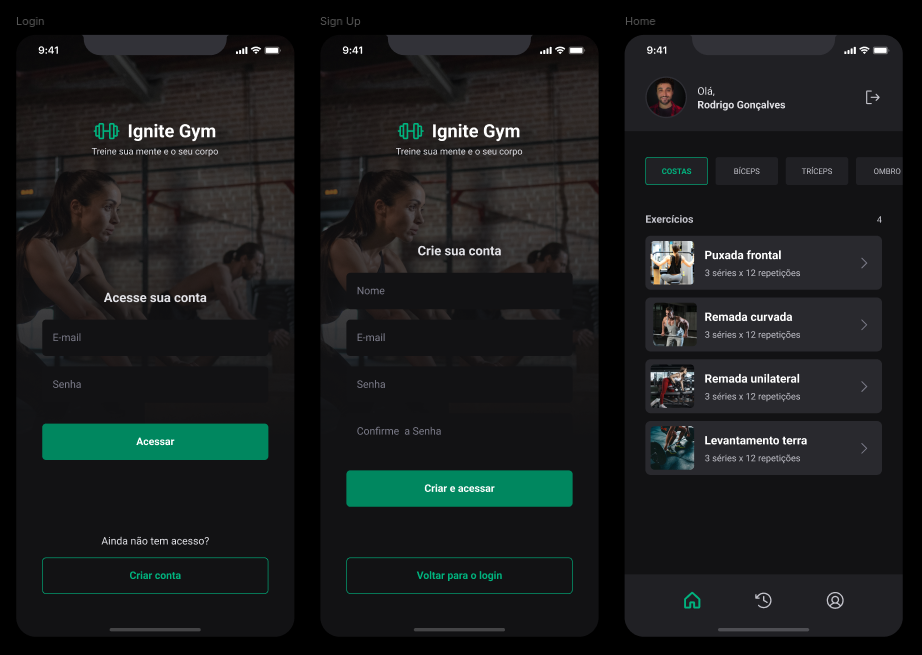 Login
9:41
Ignite Gym
Treine sua mente e o seu corpo
Acesse sua conta
E-mail
Senha
Acessar
Ainda não tem acesso?
Criar conta
Sign Up
9:41
Ignite Gym
Treine sua mente e o seu corpo
Crie sua conta
Nome
E-mail
Senha
Confirme a Senha
Criar e acessar
Voltar para o login
Home
9:41
Olá,
Rodrigo Gonçalves
COSTAS BÍCEPS TRÍCEPS OMBRO
Exercícios 4
Puxada frontal
3 séries x 12 repetições
Remada curvada
3 séries x 12 repetições
Remada unilateral
3 séries x 12 repetições
Levantamento terra
3 séries x 12 repetições